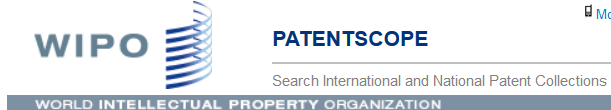 WIPO
PATENTSCOPE
Search International and National Patent Collections
WORLD INTELLECTUAL PROPERTY ORGANIZATION